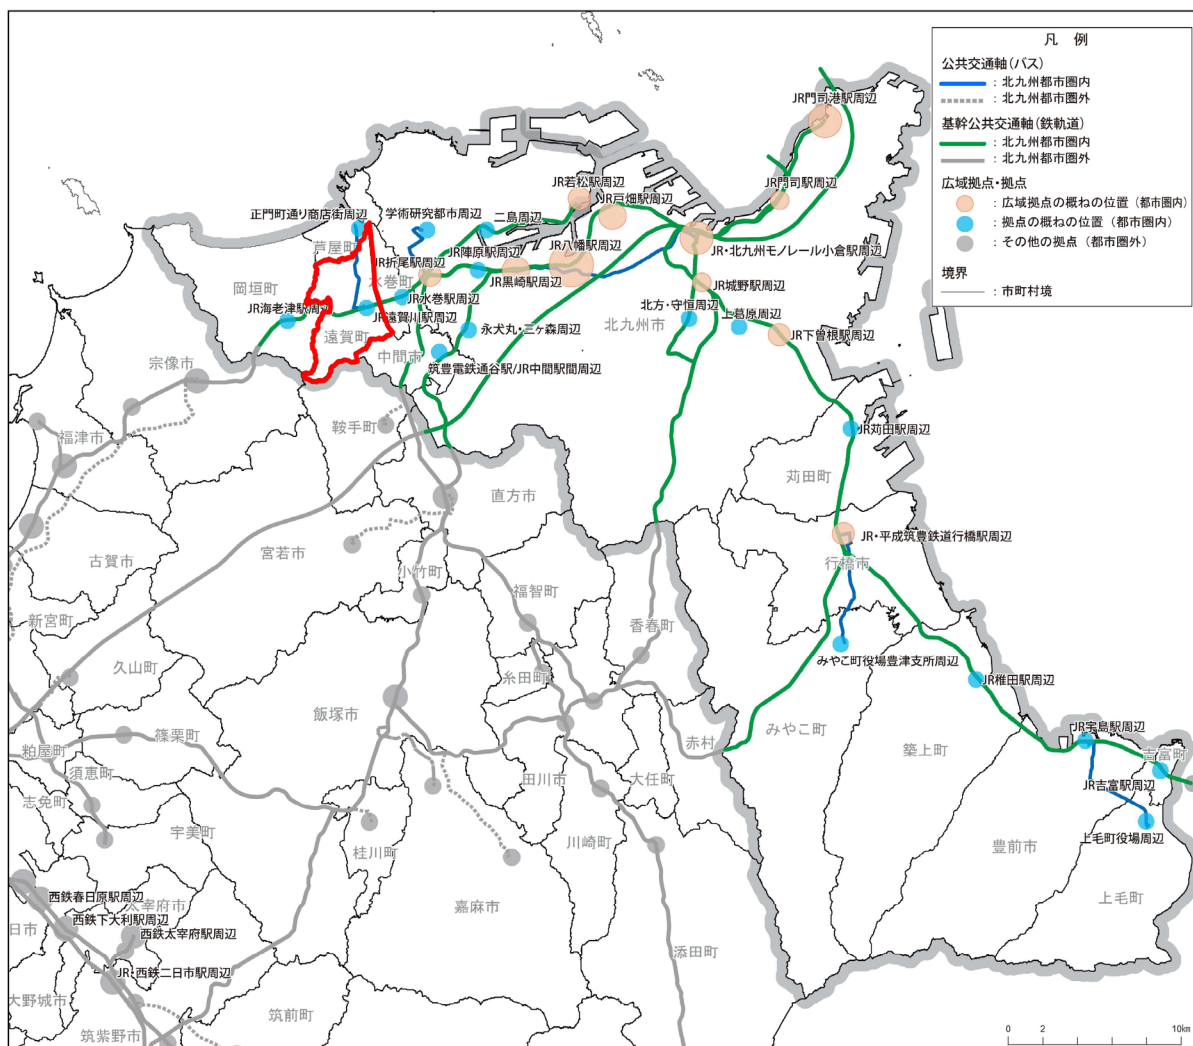 凡 例
公共交通軸(バス)
：北九州都市圏内
：北九州都市圏外
基幹公共交通軸(鉄軌道)
：北九州都市圏内
：北九州都市圏外
広域拠点・拠点
：広域拠点の概ねの位置（都市圏内）
：拠点の概ねの位置（都市圏内）
：その他の拠点（都市圏外）
境界
：市町村境
JR門司港駅周辺
JR門司駅周辺
JR若松駅周辺
JR戸畑駅周辺
正門町通り商店街周辺
学術研究都市周辺
二島周辺
芦屋町
JR八幡駅周辺
JR・北九州モノレール小倉駅周辺
JR陣原駅周辺
JR折尾駅周辺
JR黒崎駅周辺
水巻町
岡垣町
JR城野駅周辺
JR水巻駅周辺
JR海老津駅周辺
JR遠賀川駅周辺
北方・守恒周辺
上葛原周辺
北九州市
永犬丸・三ヶ森周辺
JR下曽根駅周辺
遠賀町
中間市
宗像市
筑豊電鉄通谷駅/JR中間駅間周辺
鞍手町
福津市
JR苅田駅周辺
苅田町
直方市
JR・平成筑豊鉄道行橋駅周辺
宮若市
行橋市
古賀市
小竹町
福智町
新宮町
香春町
久山町
みやこ町役場豊津支所周辺
糸田町
JR椎田駅周辺
飯塚市
みやこ町
篠栗町
JR宇島駅周辺
粕屋町
赤村
築上町
吉富町
須恵町
田川市
大任町
JR吉富駅周辺
志免町
宇美町
川崎町
上毛町役場周辺
桂川町
豊前市
西鉄春日原駅周辺
太宰府市
嘉麻市
上毛町
西鉄下大利駅周辺
日市
西鉄太宰府駅周辺
添田町
JR・西鉄二日市駅周辺
大野城市
筑前町
筑紫野市
0 2 10km